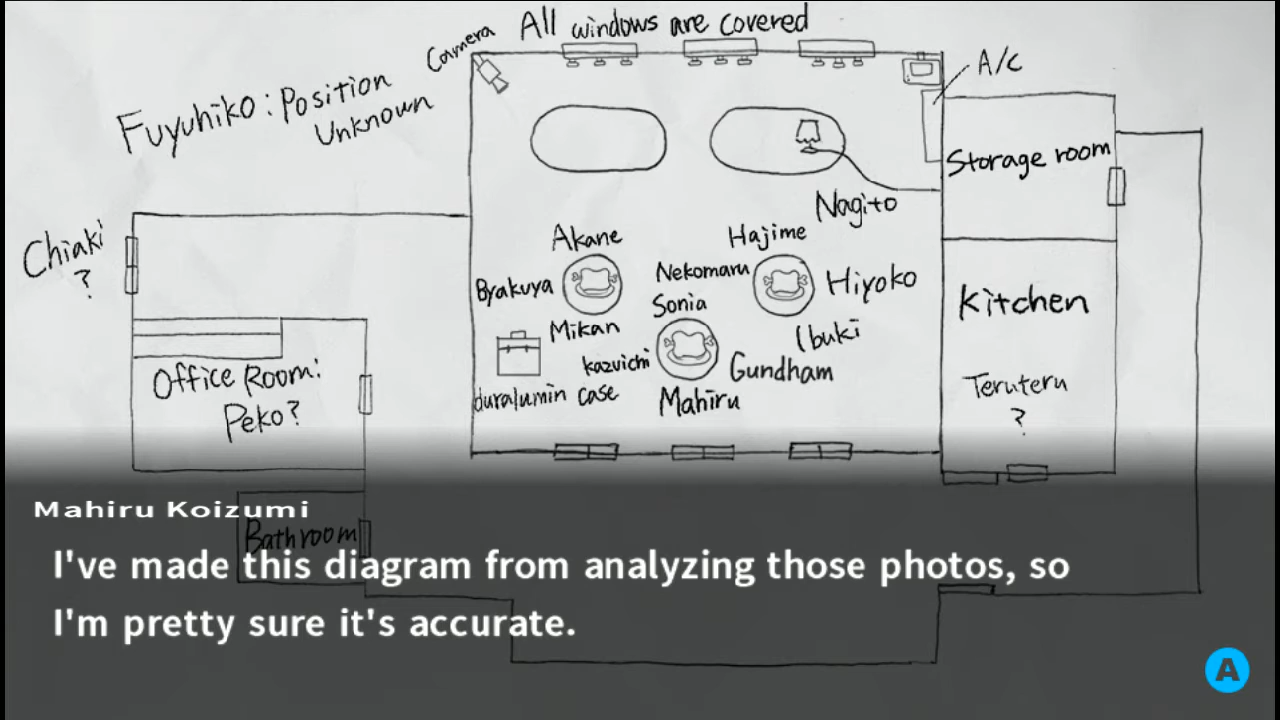 All windows are covered
Camera
A/C
Fuyuhiko: Position
Unknown
Storage room
Nagito
Chiaki
?
Akane
Hajime
Byakuya
Nekomaru
Hiyoko
Sonia
Kitchen
Mikan
Ibuki
kazuichi
Gundham
Teruteru
?
Office Room:
Peko?
duralumin case
Mahiru
Mahiru Koizumi
Bathroom
I've made this diagram from analyzing those photos, so
I'm pretty sure it's accurate.
A